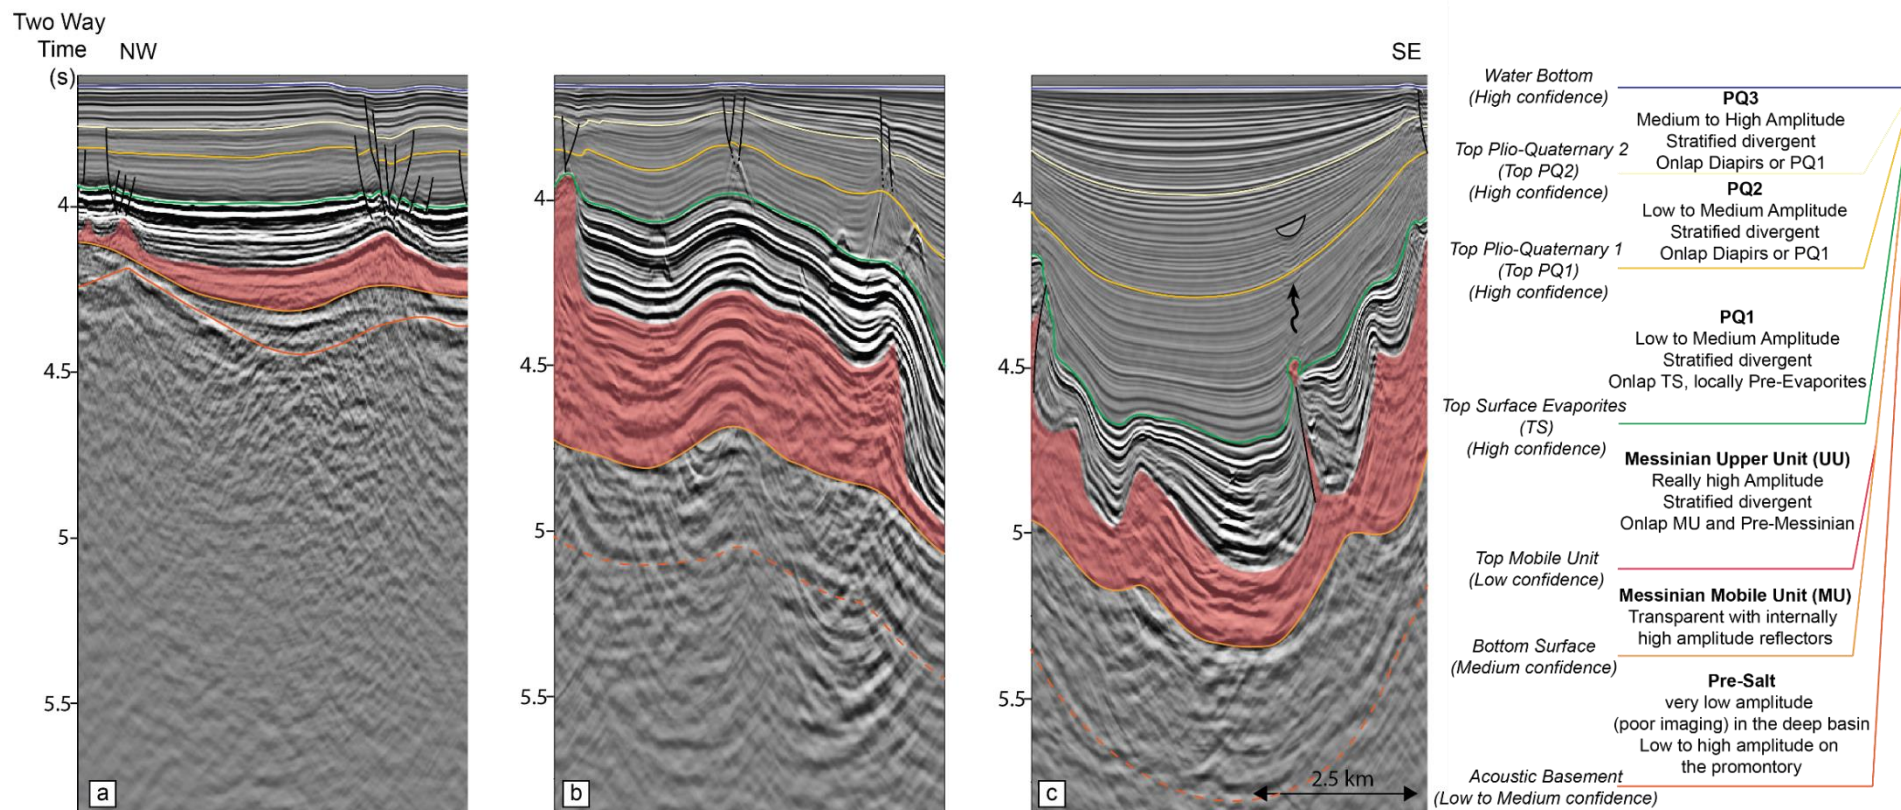 Two Way
Time NW
(s)
SE
4
4.5
5
5.5
a
4
4.5
5
5.5
b
4
4.5
5
5.5
c
2.5 km
Water Bottom
(High confidence)
PQ3
Medium to High Amplitude
Stratified divergent
Onlap Diapirs or PQ1
Top Plio-Quaternary 2
(Top PQ2)
(High confidence)
PQ2
Low to Medium Amplitude
Stratified divergent
Onlap Diapirs or PQ1
Top Plio-Quaternary 1
(Top PQ1)
(High confidence)
PQ1
Low to Medium Amplitude
Stratified divergent
Onlap TS, locally Pre-Evaporites
Top Surface Evaporites
(TS)
(High confidence)
Messinian Upper Unit (UU)
Really high Amplitude
Stratified divergent
Onlap MU and Pre-Messinian
Top Mobile Unit
(Low confidence)
Messinian Mobile Unit (MU)
Transparent with internally
high amplitude reflectors
Bottom Surface
(Medium confidence)
Pre-Salt
very low amplitude
(poor imaging) in the deep basin
Low to high amplitude on
the promontory
Acoustic Basement
(Low to Medium confidence)